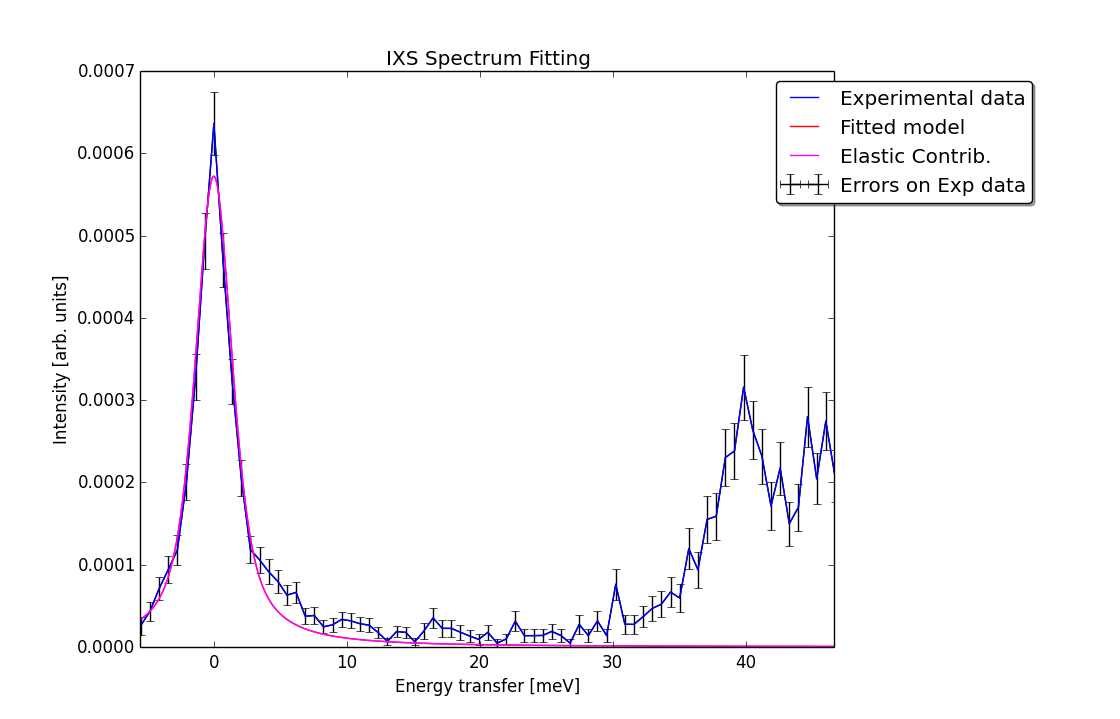 IXS Spectrum Fitting
0.0007
0.0006
0.0005
0.0004
0.0003
0.0002
0.0001
0.0000
Intensity [arb. units]
0
10
20
30
40
Energy transfer [meV]
Experimental data
Fitted model
Elastic Contrib.
Errors on Exp data